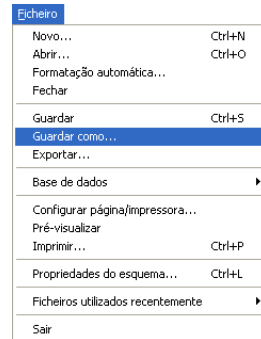 Ficheiro
Novo... Ctrl+N
Abrir... Ctrl+O
Formatação automática...
Fechar
Guardar Ctrl+S
Guardar como...
Exportar...
Base de dados
Configurar página/impressora...
Pré-visualizar
Imprimir... Ctrl+P
Propriedades do esquema... Ctrl+L
Ficheiros utilizados recentemente
Sair